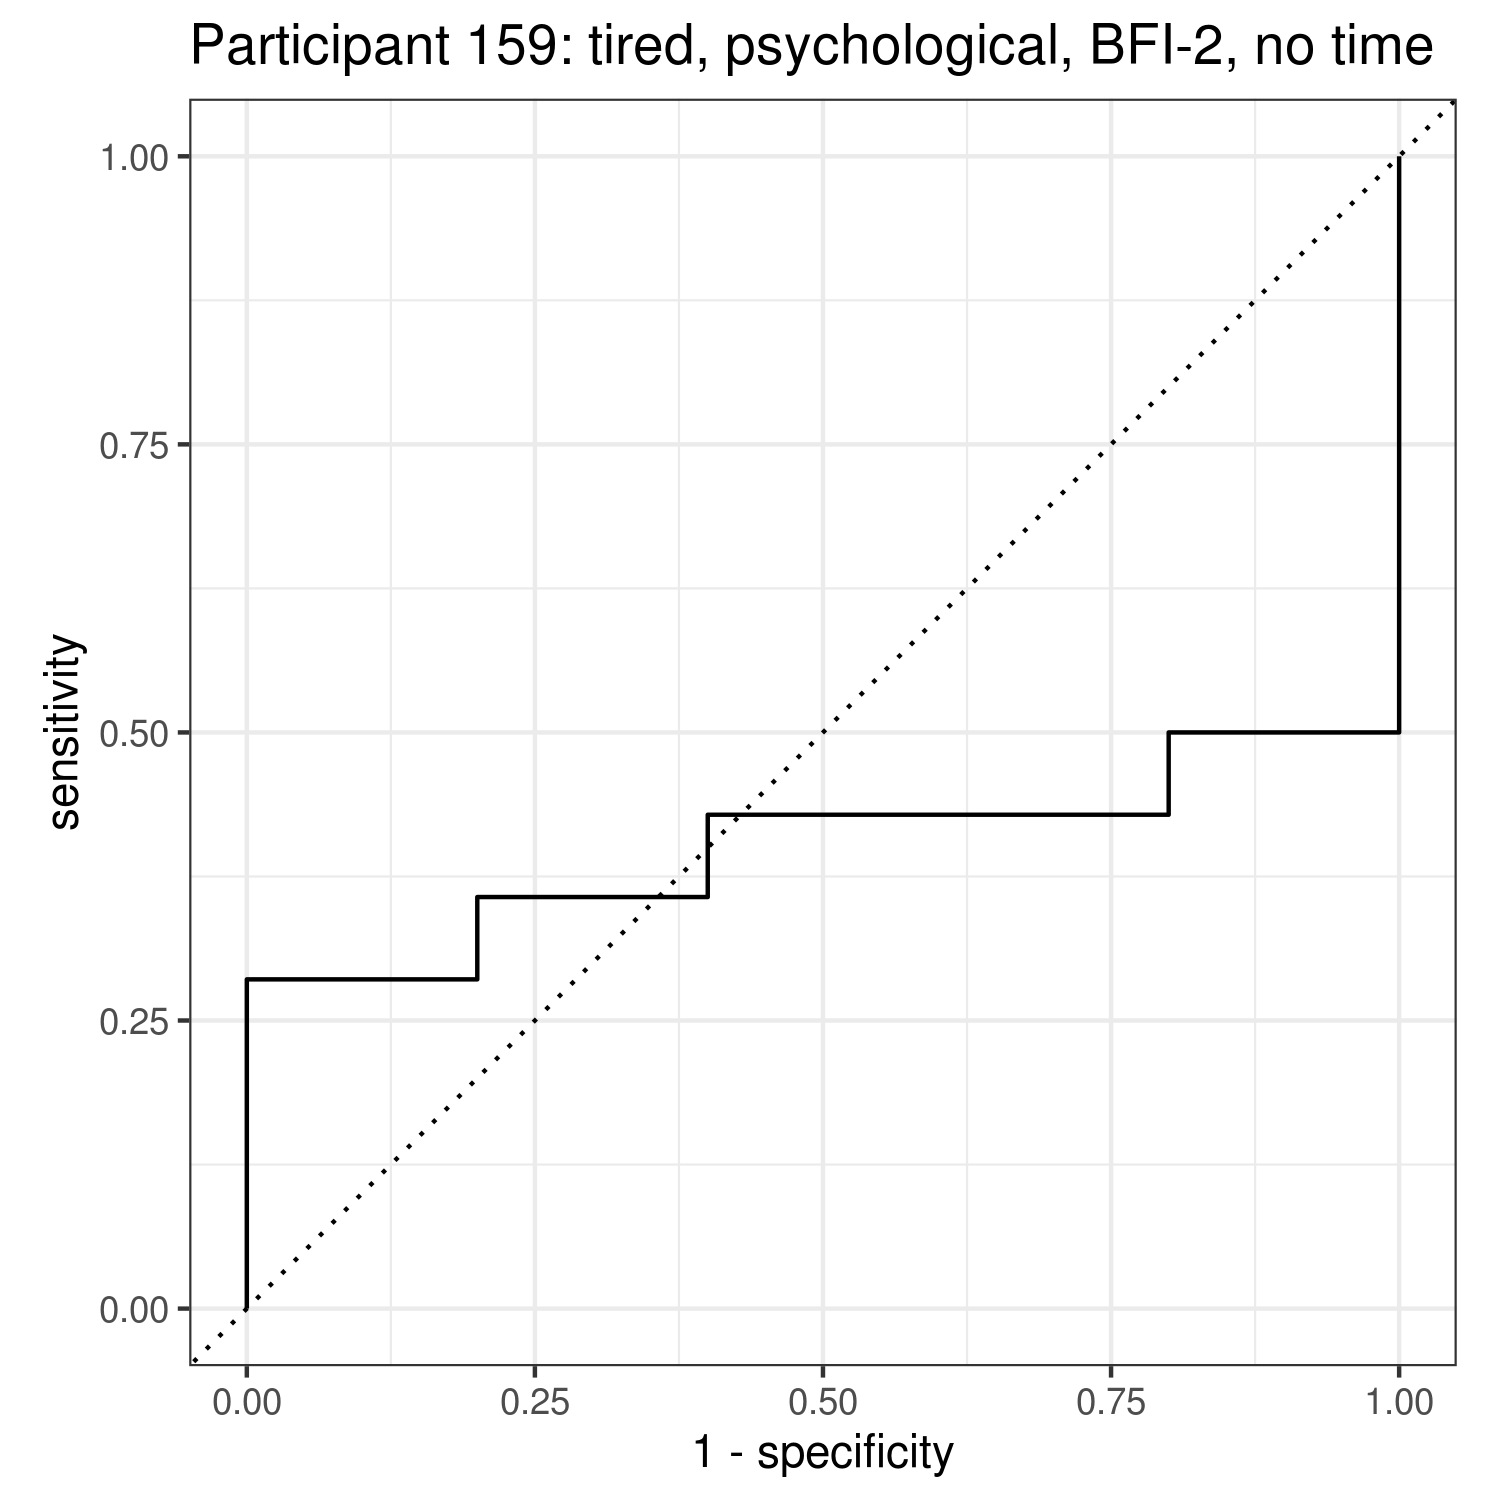 Participant 159: tired, psychological, BFI-2, no time
1.00
0.75
0.50
0.25
0.00
sensitivity
0.00 0.25 0.50 0.75 1.00
1 - specificity